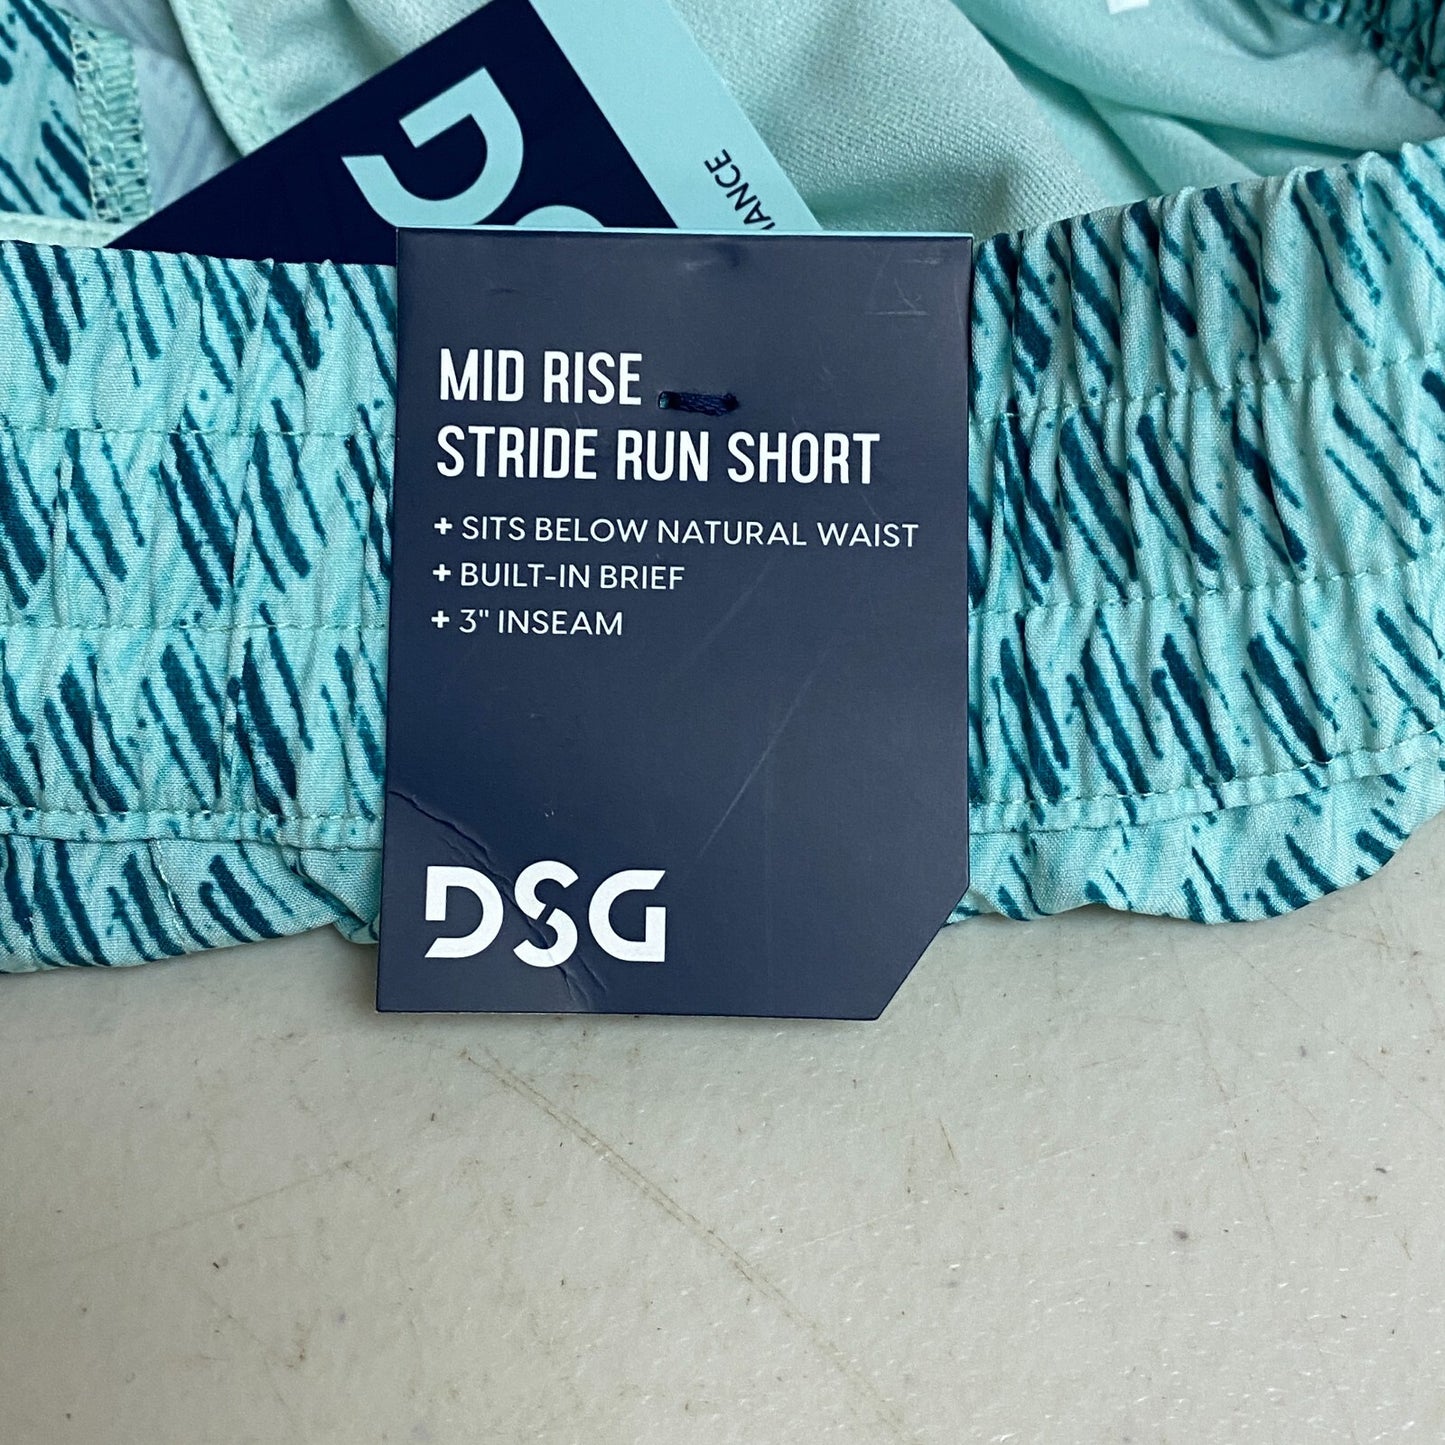 MID RISE
STRIDE RUN SHORT
+ SITS BELOW NATURAL WAIST
+ BUILT-IN BRIEF
+ 3" INSEAM
DSG